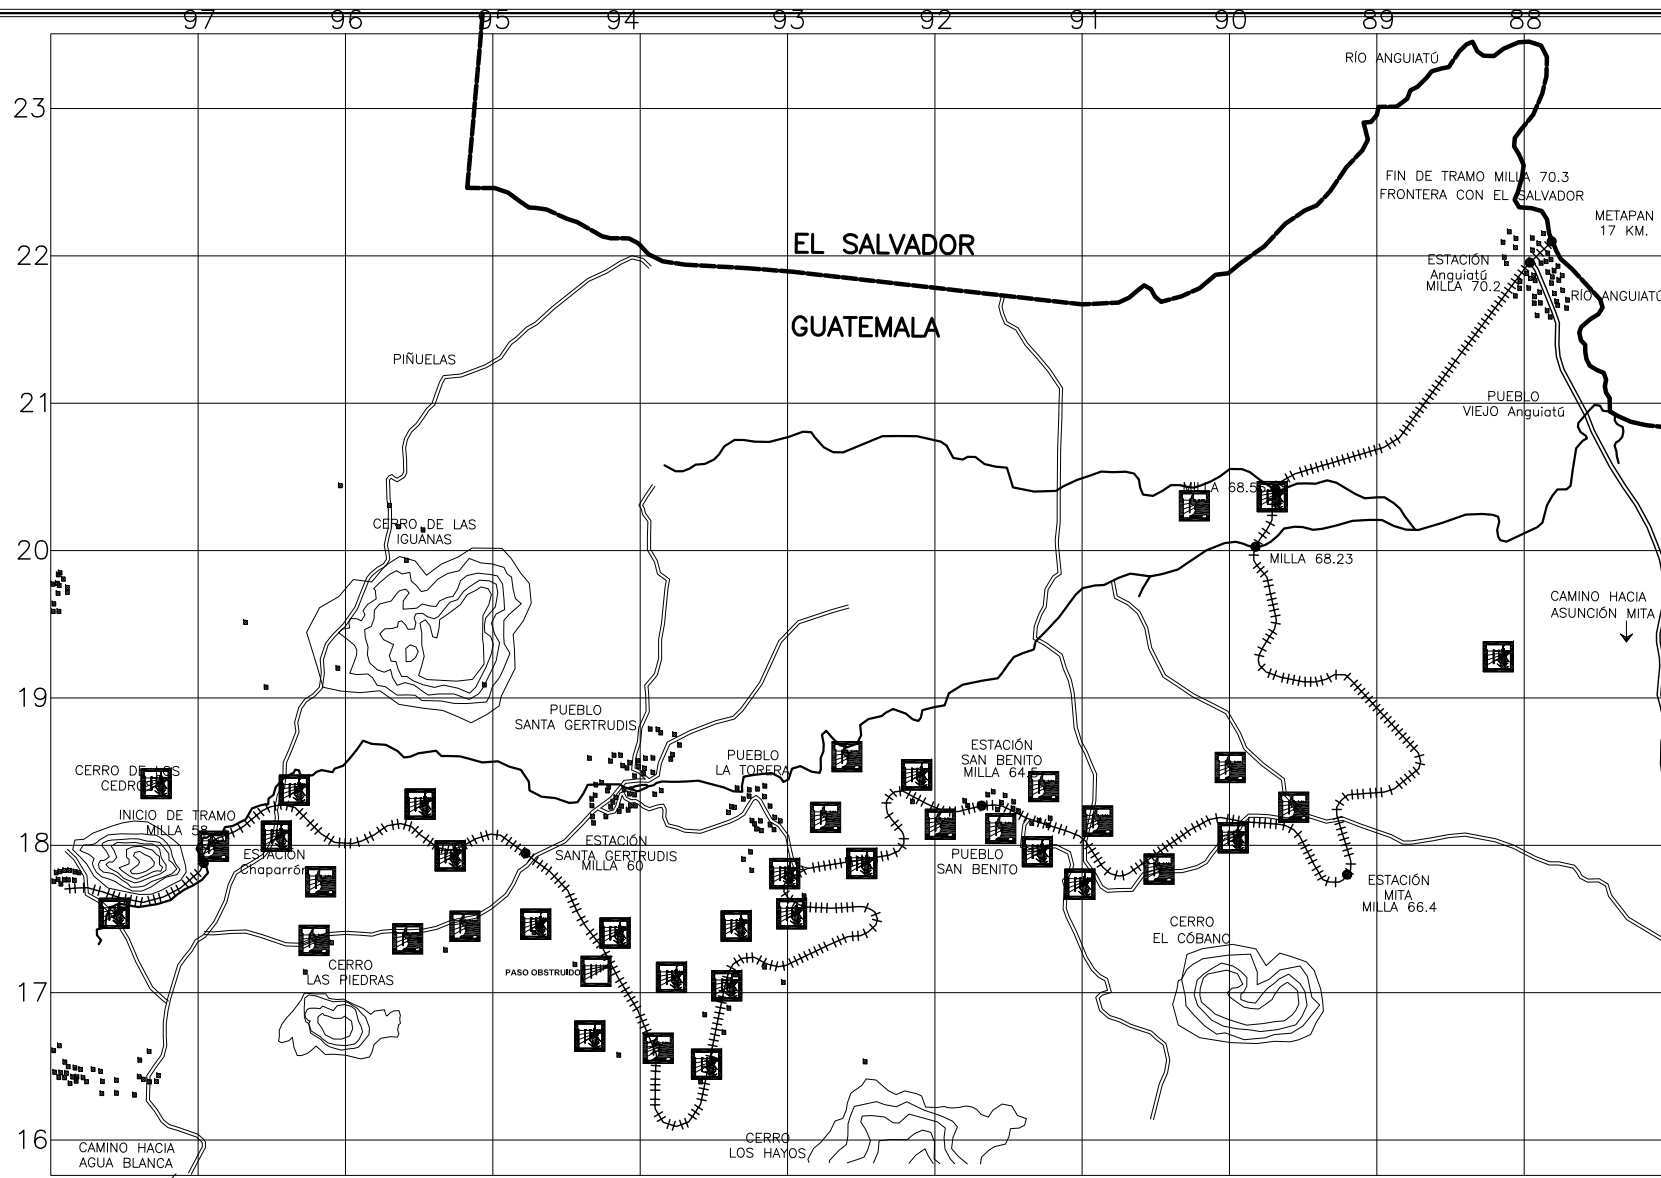 97 96 95 94 93 92 91 90 89 88
RÍO ANGUIATÚ
23
FIN DE TRAMO MILLA 70.3
FRONTERA CON EL SALVADOR
METAPAN
17 KM.
EL SALVADOR
22
ESTACIÓN
Anguiatú
MILLA 70.2
RÍO ANGUIATÚ
GUATEMALA
PIÑUELAS
21
PUEBLO
VIEJO Anguiatú
MILLA 68.55
CERRO DE LAS
IGUANAS
20
MILLA 68.23
CAMINO HACIA
ASUNCIÓN MITA
19
PUEBLO
SANTA GERTRUDIS
PUEBLO
LA TORERA
ESTACIÓN
SAN BENITO
MILLA 64.5
CERRO DE LOS
CEDROS
INICIO DE TRAMO
MILLA 58
18
ESTACIÓN
Chaparrón
ESTACIÓN
SANTA GERTRUDIS
MILLA 60
PUEBLO
SAN BENITO
ESTACIÓN
MITA
MILLA 66.4
CERRO
EL CÓBANO
CERRO
LAS PIEDRAS
PASO OBSTRUIDO
17
16
CAMINO HACIA
AGUA BLANCA
CERRO
LOS HAYOS